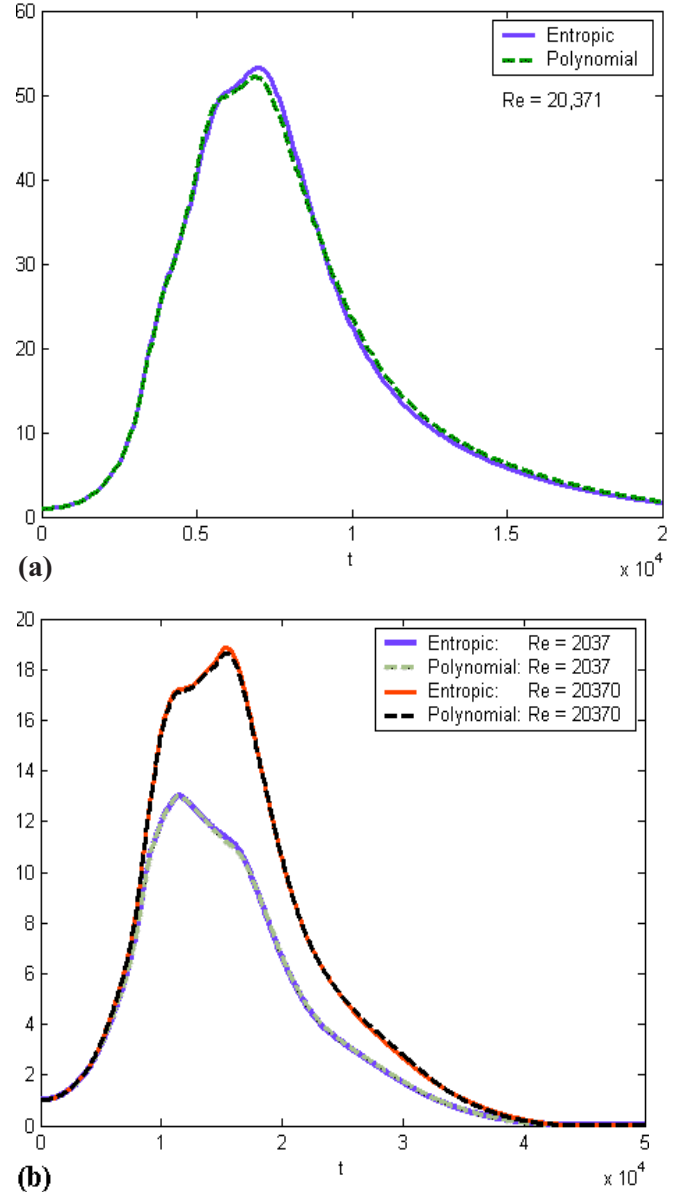 60
50
40
30
20
10
0
Entropic
Polynomial
Re = 20,371
0 0.5 1 1.5 2
x 10^4
t
(a)
20
18
16
14
12
10
8
6
4
2
0
Entropic: Re = 2037
Polynomial: Re = 2037
Entropic: Re = 20370
Polynomial: Re = 20370
0 1 2 3 4 5
x 10^4
t
(b)